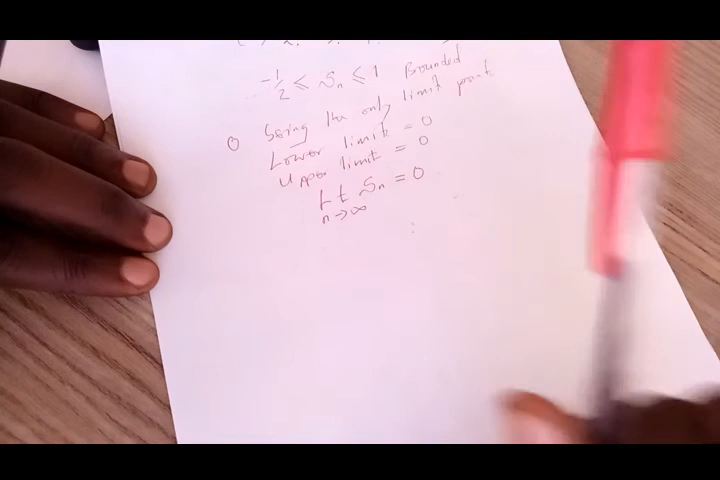 -1/2 ≤ Sn ≤ 1 Bounded
0 being the only limit point
Lower limit = 0
Upper limit = 0
Lt Sn = 0
n→∞